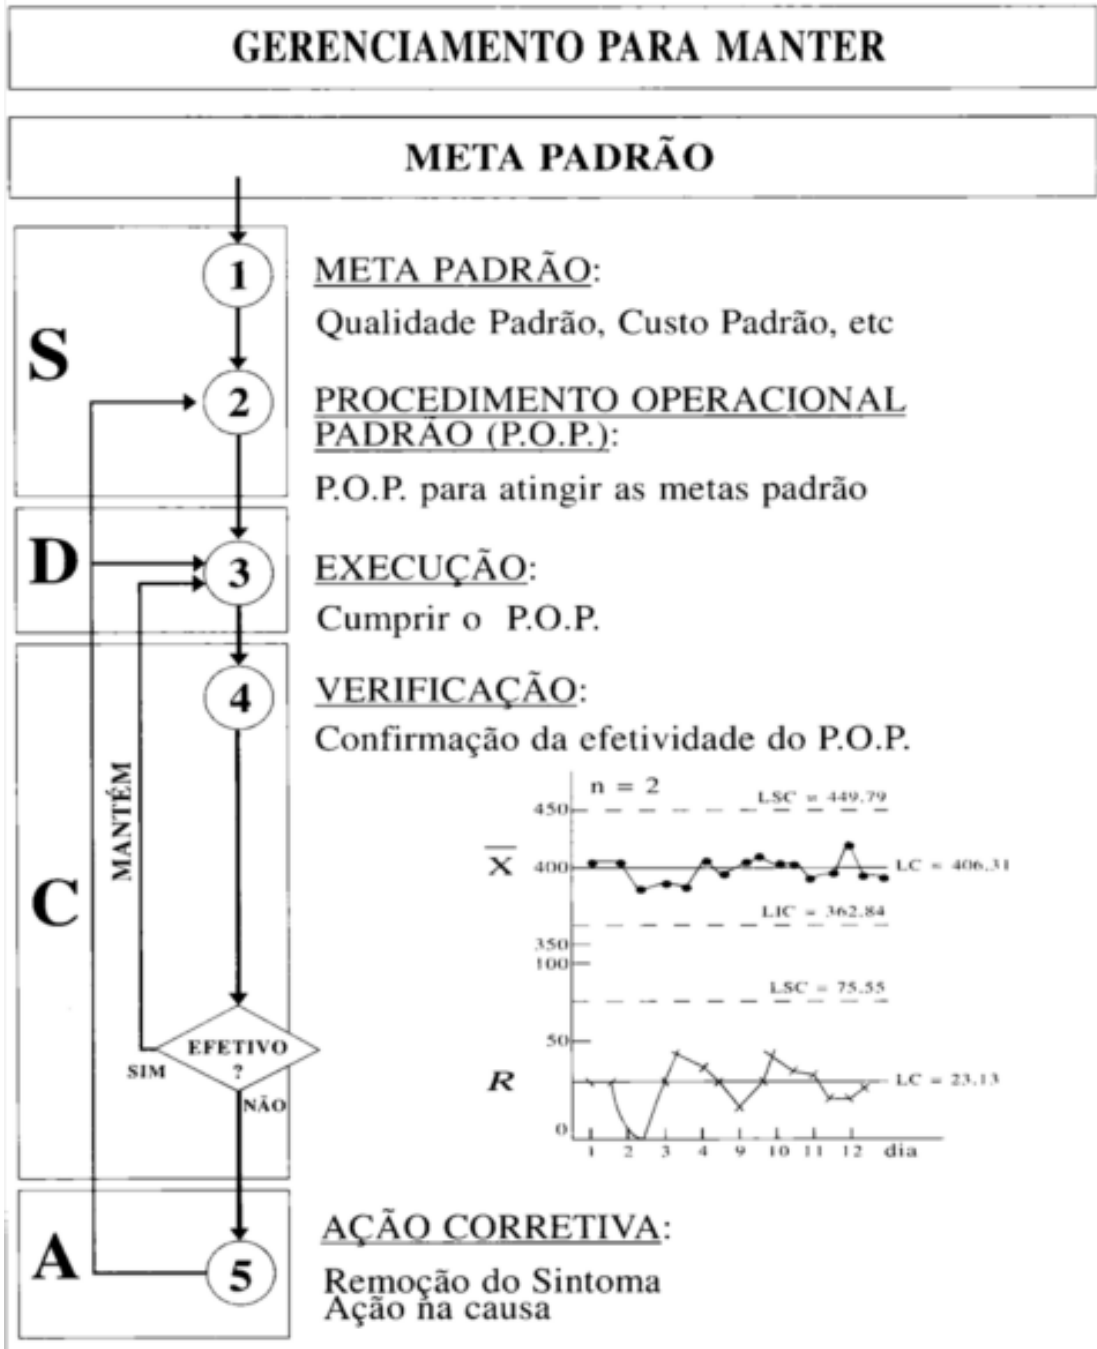 GERENCIAMENTO PARA MANTER
META PADRÃO
S
1
META PADRÃO:
Qualidade Padrão, Custo Padrão, etc
2
PROCEDIMENTO OPERACIONAL
PADRÃO (P.O.P.):
P.O.P. para atingir as metas padrão
D
3
EXECUÇÃO:
Cumprir o P.O.P.
C
4
VERIFICAÇÃO:
Confirmação da efetividade do P.O.P.
MANTÉM
EFETIVO
?
SIM
NÃO
n = 2
LSC = 449.79
450
X
400
LC = 406.31
LIC = 362.84
350
100
LSC = 75.55
50
R
LC = 23.13
0
1 2 3 4 9 10 11 12 dia
A
5
AÇÃO CORRETIVA:
Remoção do Sintoma
Ação na causa